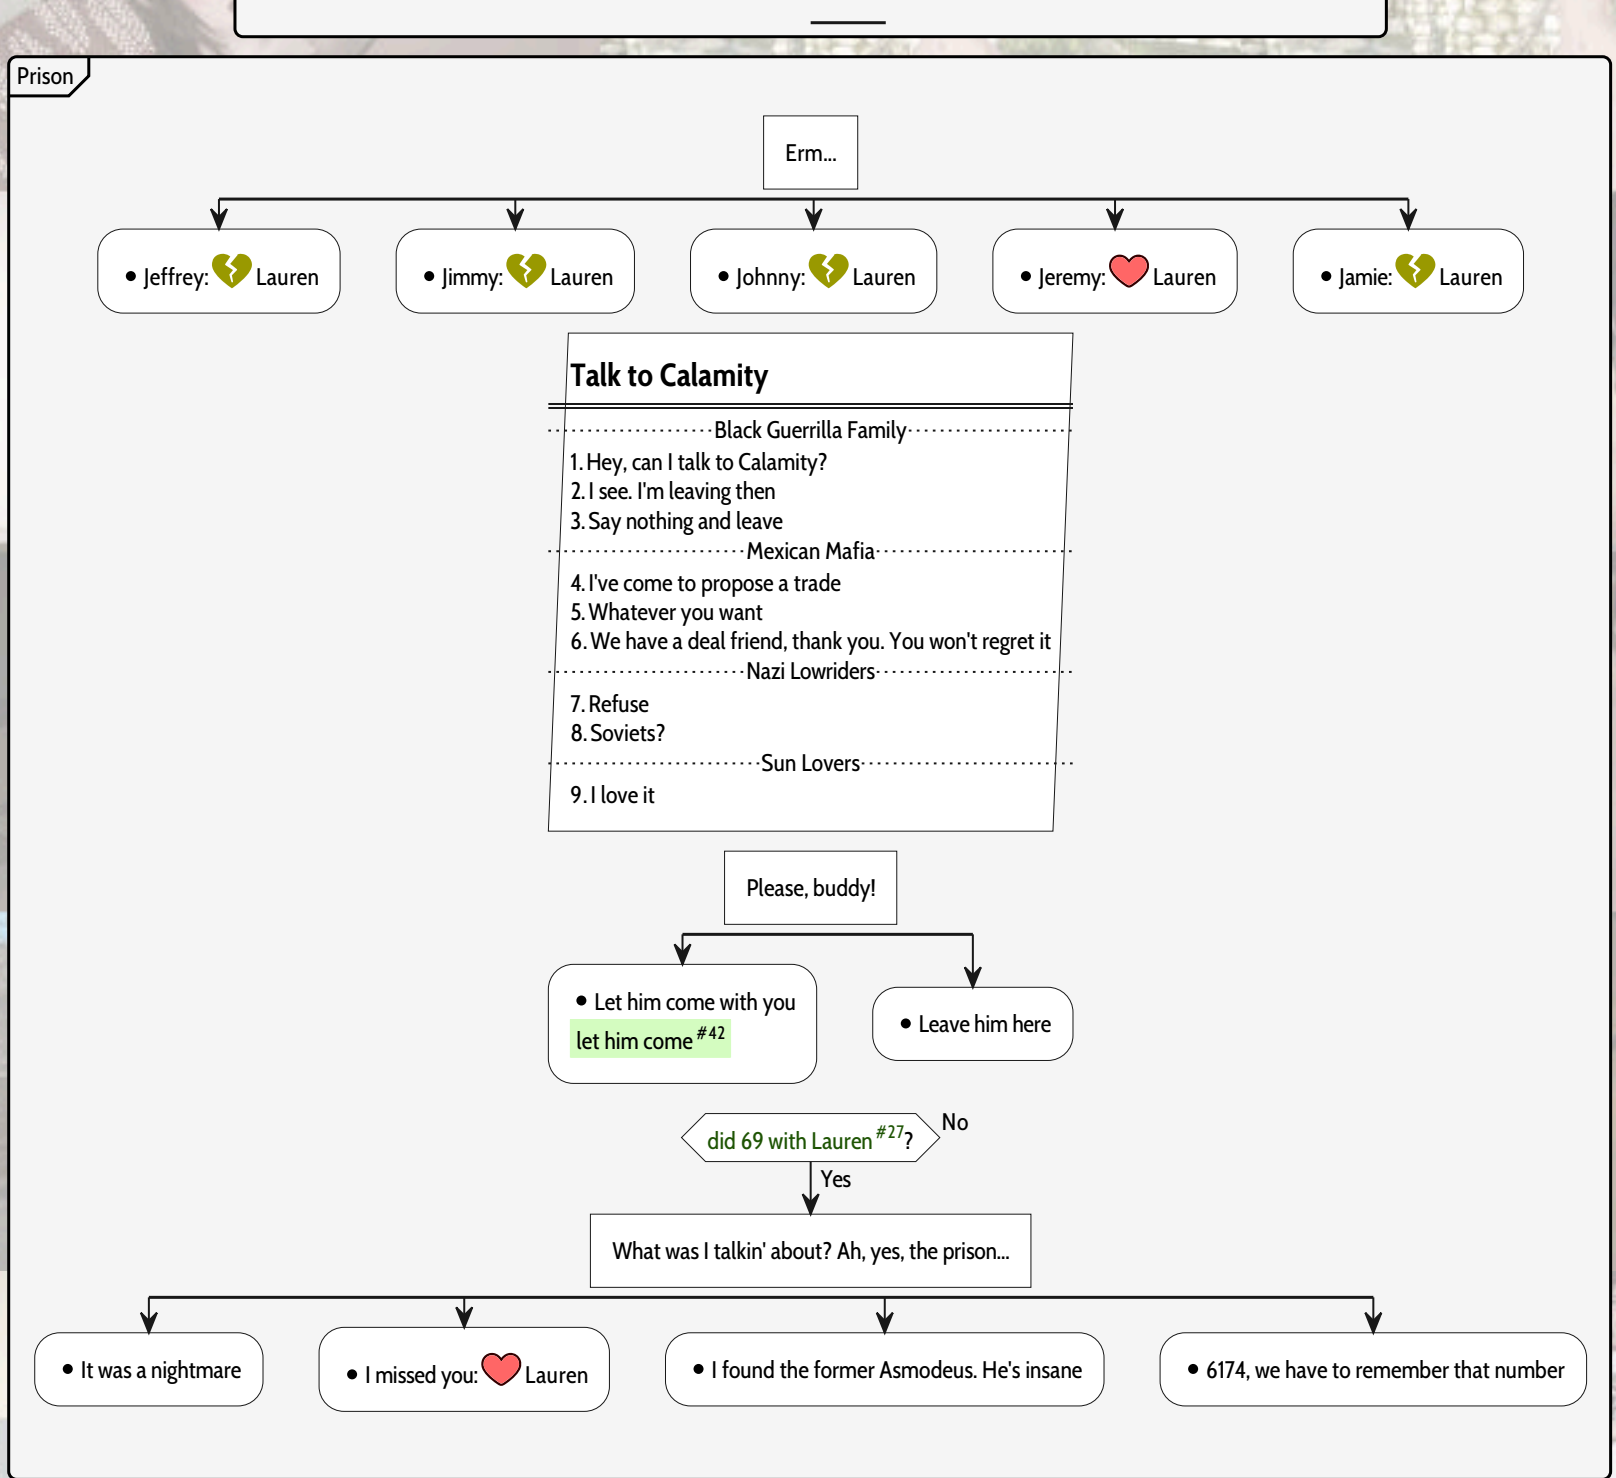 Prison
Erm...
• Jeffrey: Lauren
• Jimmy: Lauren
• Johnny: Lauren
• Jeremy: Lauren
• Jamie: Lauren
Talk to Calamity
Black Guerrilla Family
1. Hey, can I talk to Calamity?
2. I see. I'm leaving then
3. Say nothing and leave
Mexican Mafia
4. I've come to propose a trade
5. Whatever you want
6. We have a deal friend, thank you. You won't regret it
Nazi Lowriders
7. Refuse
8. Soviets?
Sun Lovers
9. I love it
Please, buddy!
• Let him come with you
let him come #42
• Leave him here
did 69 with Lauren #27?
No
Yes
What was I talkin' about? Ah, yes, the prison...
• It was a nightmare
• I missed you: Lauren
• I found the former Asmodeus. He's insane
• 6174, we have to remember that number